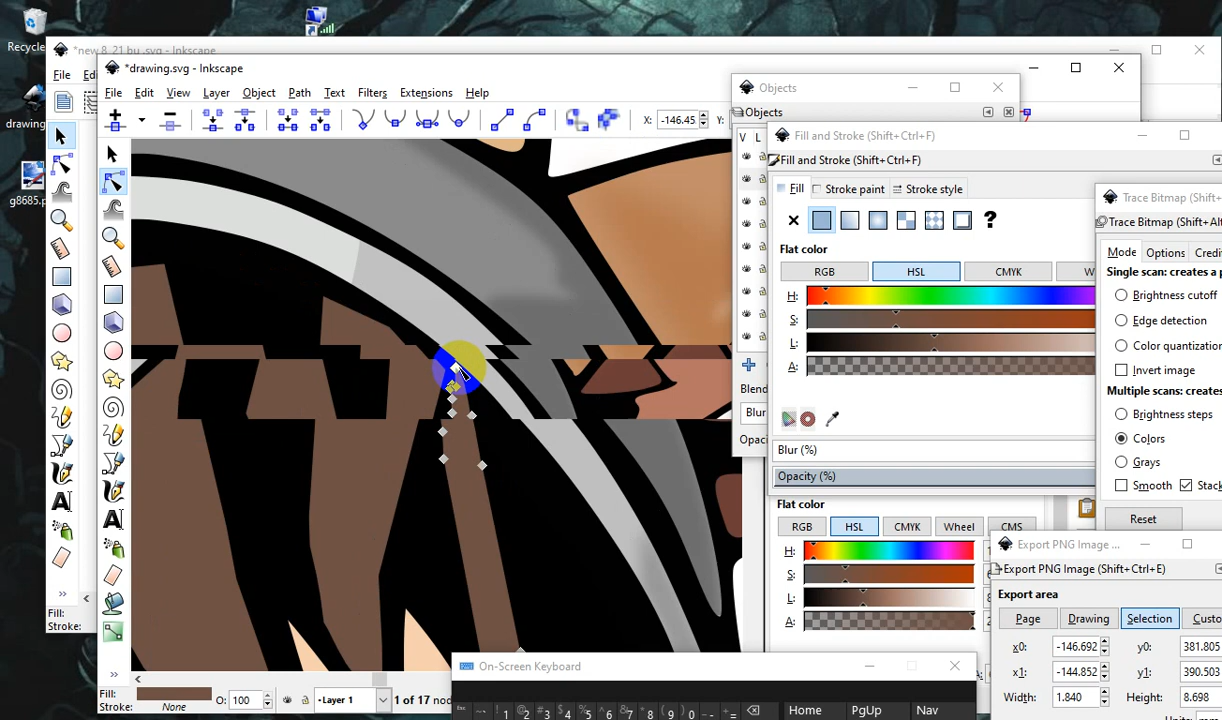 Recycle
*new 8 21 bu .svg - Inkscape
File
*drawing.svg - Inkscape
File Edit View Layer Object Path Text Filters Extensions Help
X: -146.45 Y:
drawing
g8685.p
Objects
Objects
V L
Fill and Stroke (Shift+Ctrl+F)
Fill and Stroke (Shift+Ctrl+F)
Fill Stroke paint Stroke style
?
Flat color
RGB HSL CMYK
H:
S:
L:
A:
Blur (%)
Opacity (%)
Blend
Blur
Opaci
Trace Bitmap (Shift+
Trace Bitmap (Shift+Alt
Mode Options Credi
Single scan: creates a p
Brightness cutoff
Edge detection
Color quantization
Invert image
Multiple scans: creates
Brightness steps
Colors
Grays
Smooth Stack
Reset
Flat color
RGB HSL CMYK Wheel CMS
H:
S:
L:
A:
Export PNG Image ...
Export PNG Image (Shift+Ctrl+E)
Export area
Page Drawing Selection Custo
x0: -146.692 y0: 381.805
x1: -144.852 y1: 390.503
Width: 1.840 Height: 8.698
Fill:
Stroke:
Fill:
Stroke: None
O: 100
Layer 1
1 of 17 nod
On-Screen Keyboard
Home PgUp Nav